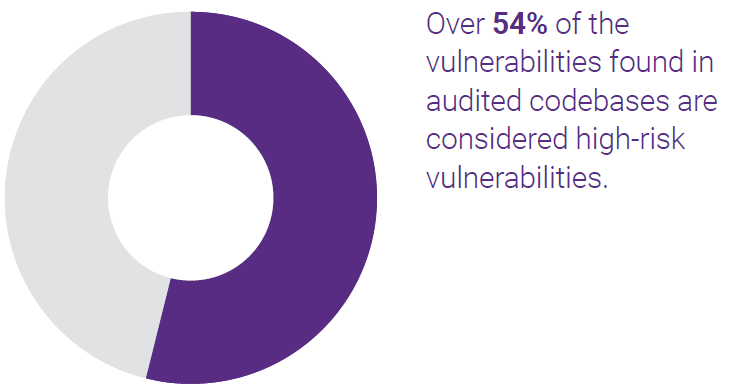 Over 54% of the
vulnerabilities found in
audited codebases are
considered high-risk
vulnerabilities.